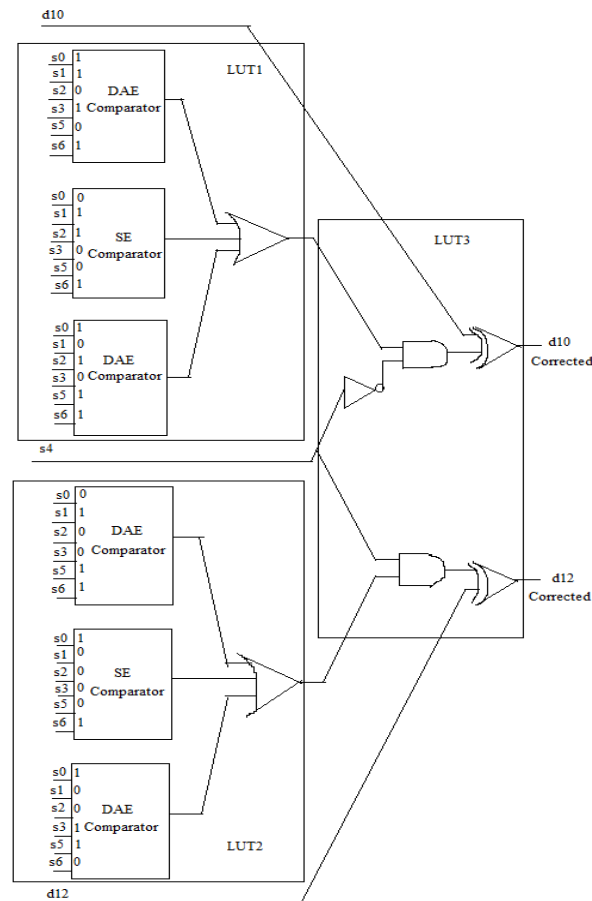 d10
LUT1
s0 1
s1 1
s2 0
s3 1
s5 0
s6 1
DAE
Comparator
s0 0
s1 1
s2 1
s3 0
s5 0
s6 1
SE
Comparator
s0 1
s1 0
s2 1
s3 0
s5 1
s6 1
DAE
Comparator
s4
LUT3
d10
Corrected
d12
Corrected
s0 0
s1 1
s2 0
s3 0
s5 1
s6 1
DAE
Comparator
s0 1
s1 0
s2 0
s3 0
s5 0
s6 1
SE
Comparator
s0 1
s1 0
s2 0
s3 1
s5 1
s6 0
DAE
Comparator
LUT2
d12